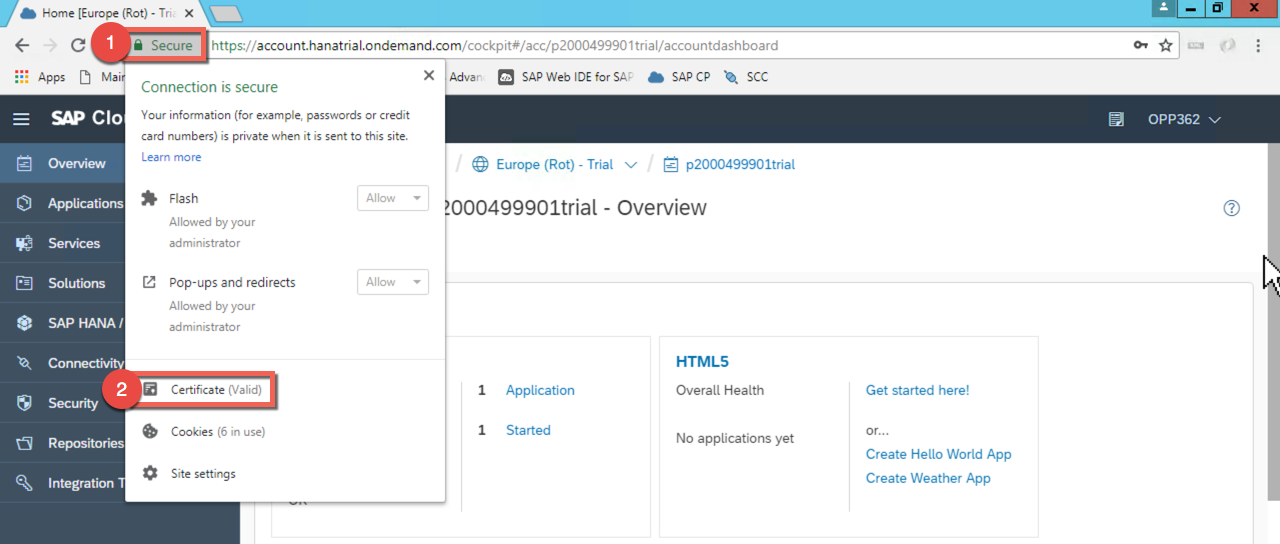 Home [Europe (Rot) - Tria
1
Secure
https://account.hanatrial.ondemand.com/cockpit#/acc/p2000499901trial/accountdashboard
Apps
Main
Advan
SAP Web IDE for SAP
SAP CP
SCC
Connection is secure
Your information (for example, passwords or credit
card numbers) is private when it is sent to this site.
Learn more
Flash
Allow
Allowed by your
administrator
Pop-ups and redirects
Allow
Allowed by your
administrator
2
Certificate (Valid)
Cookies (6 in use)
Site settings
SAP Clo
OPP362
Overview
Applications
Services
Solutions
SAP HANA /
Connectivity
Security
Repositories
Integration T
/ Europe (Rot) - Trial / p2000499901trial
2000499901trial - Overview
1 Application
1 Started
OK
HTML5
Overall Health
No applications yet
Get started here!
or...
Create Hello World App
Create Weather App